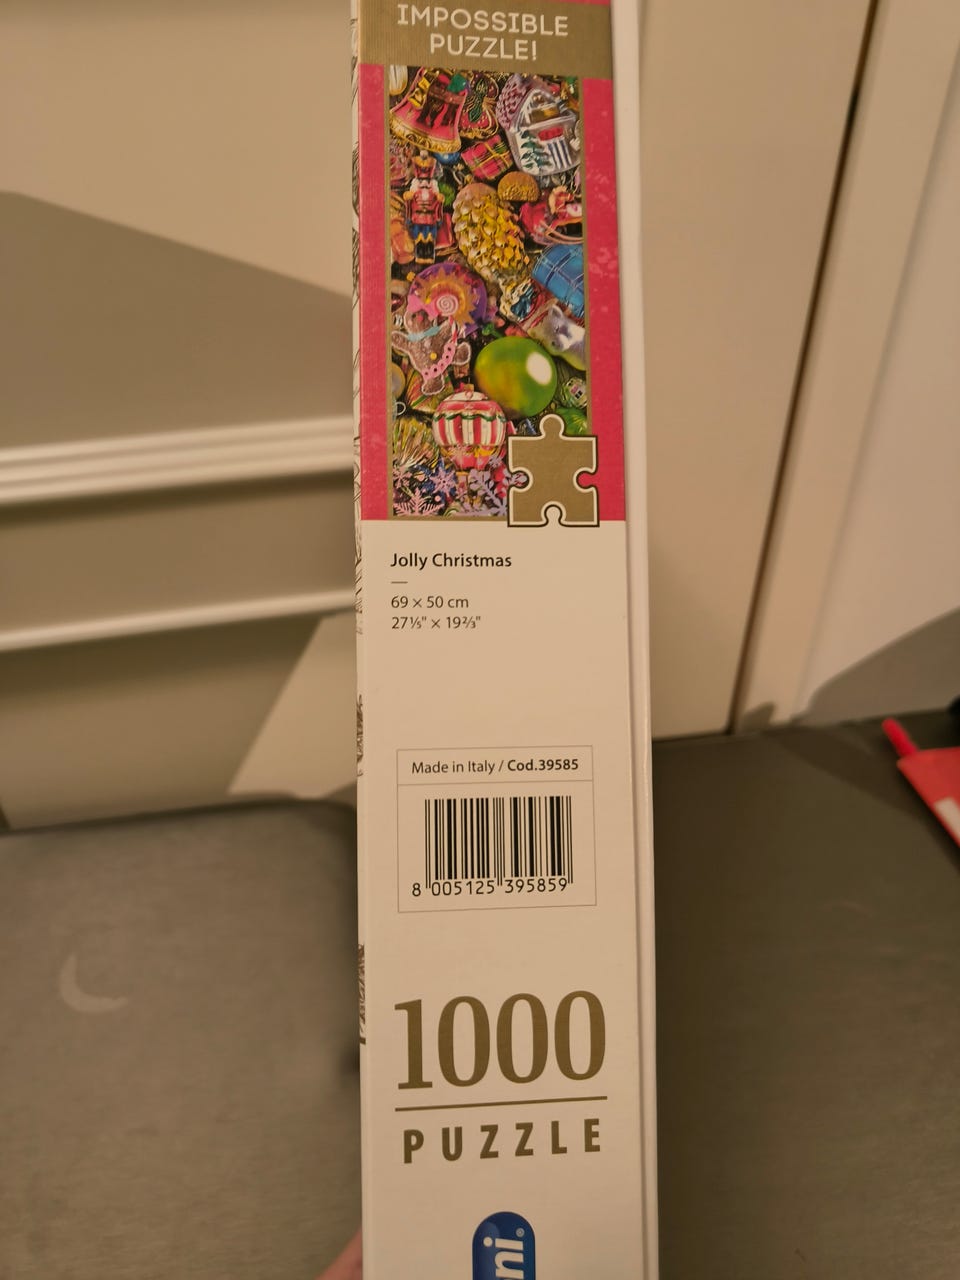 IMPOSSIBLE
PUZZLE!
Jolly Christmas
69 × 50 cm
27⅕" × 19⅔"
Made in Italy / Cod.39585
8 005125 395859
1000
PUZZLE
ni®